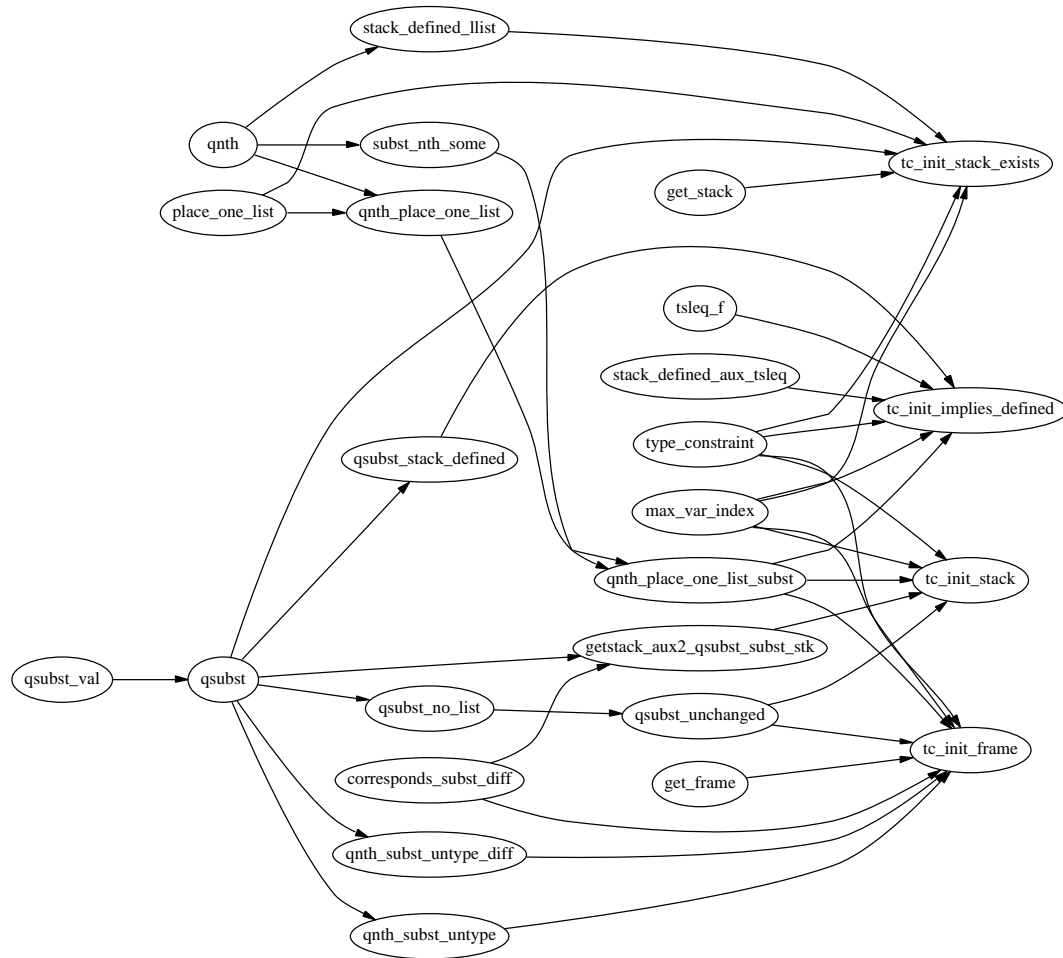 stack_defined_llist
qnth
subst_nth_some
tc_init_stack_exists
get_stack
place_one_list
qnth_place_one_list
tsleq_f
stack_defined_aux_tsleq
tc_init_implies_defined
type_constraint
qsubst_stack_defined
max_var_index
qnth_place_one_list_subst
tc_init_stack
getstack_aux2_qsubst_subst_stk
qsubst_val
qsubst
qsubst_no_list
qsubst_unchanged
tc_init_frame
corresponds_subst_diff
get_frame
qnth_subst_untype_diff
qnth_subst_untype